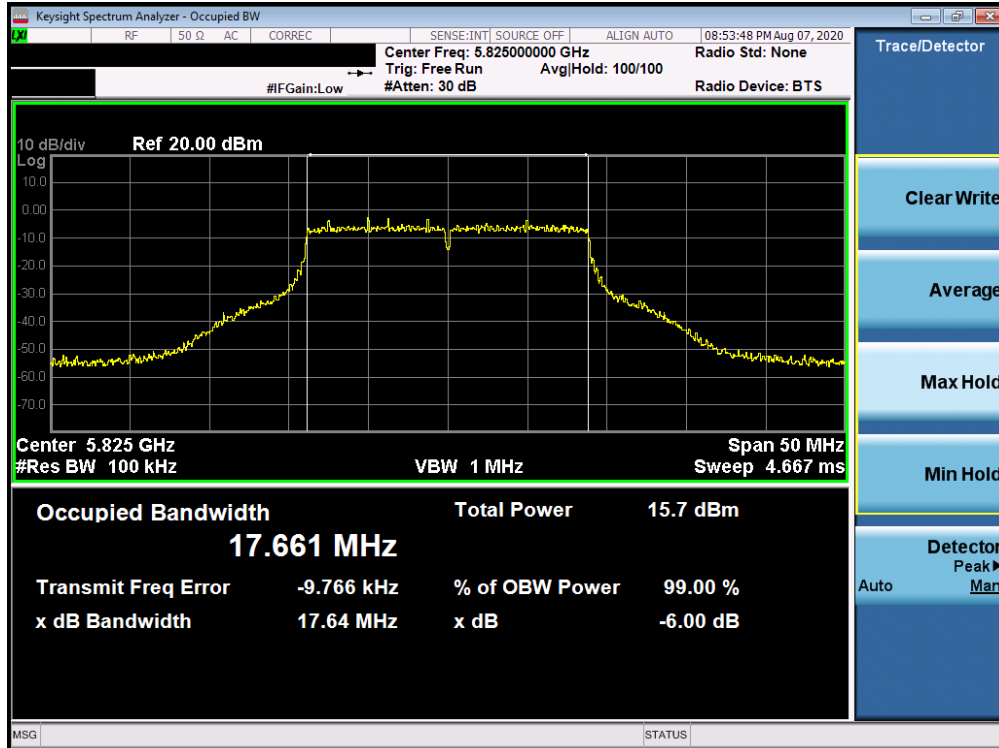 Keysight Spectrum Analyzer - Occupied BW
LXI RF 50 Ω AC CORREC SENSE:INT SOURCE OFF ALIGN AUTO 08:53:48 PM Aug 07, 2020
Center Freq: 5.825000000 GHz Radio Std: None
Trig: Free Run Avg|Hold: 100/100
#IFGain:Low #Atten: 30 dB Radio Device: BTS
Trace/Detector
10 dB/div Ref 20.00 dBm
Log
10.0
0.00
-10.0
-20.0
-30.0
-40.0
-50.0
-60.0
-70.0
Center 5.825 GHz Span 50 MHz
#Res BW 100 kHz VBW 1 MHz Sweep 4.667 ms
Occupied Bandwidth Total Power 15.7 dBm
17.661 MHz
Transmit Freq Error -9.766 kHz % of OBW Power 99.00 %
x dB Bandwidth 17.64 MHz x dB -6.00 dB
Clear Write
Average
Max Hold
Min Hold
Detector
Peak▶
Auto Man
MSG STATUS